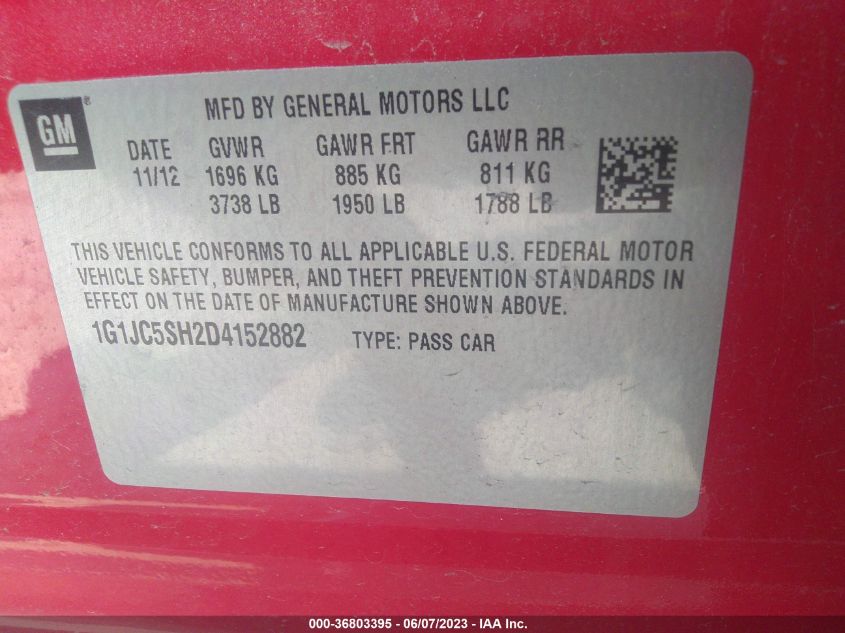 GM ®
MFD BY GENERAL MOTORS LLC
DATE GVWR GAWR FRT GAWR RR
11/12 1696 KG 885 KG 811 KG
3738 LB 1950 LB 1788 LB
THIS VEHICLE CONFORMS TO ALL APPLICABLE U.S. FEDERAL MOTOR
VEHICLE SAFETY, BUMPER, AND THEFT PREVENTION STANDARDS IN
EFFECT ON THE DATE OF MANUFACTURE SHOWN ABOVE.
1G1JC5SH2D4152882 TYPE: PASS CAR
000-36803395 - 06/07/2023 - IAA Inc.